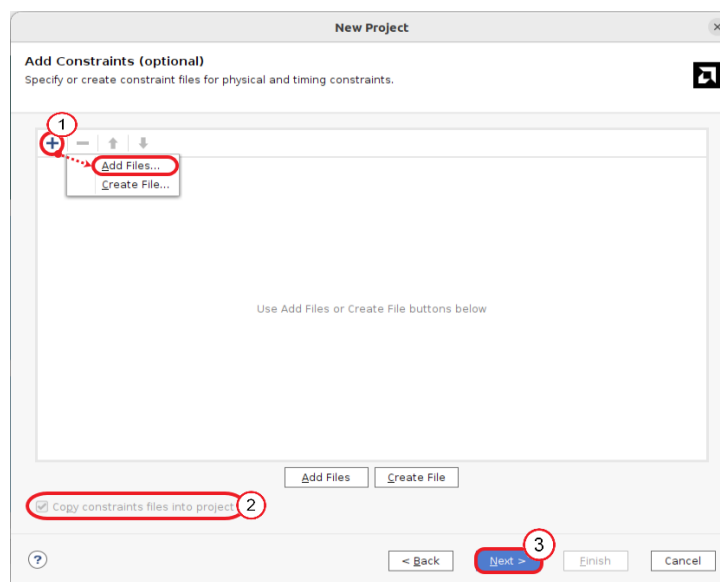 New Project
Add Constraints (optional)
Specify or create constraint files for physical and timing constraints.
1
Add Files...
Create File...
Use Add Files or Create File buttons below
Add Files Create File
Copy constraints files into project 2
3
? < Back Next > Finish Cancel